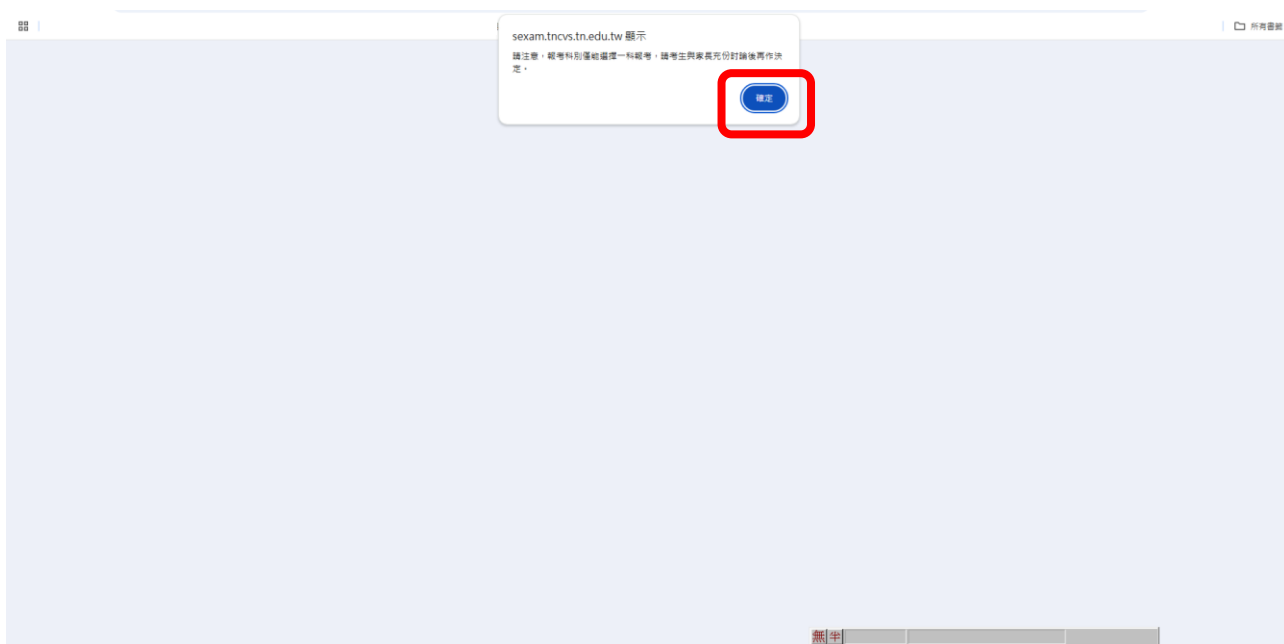 所有書籤
sexam.tncvs.tn.edu.tw 顯示
請注意，報考科別僅能選擇一科報考，請考生與家長充份討論後再作決
定。
確定
無 半